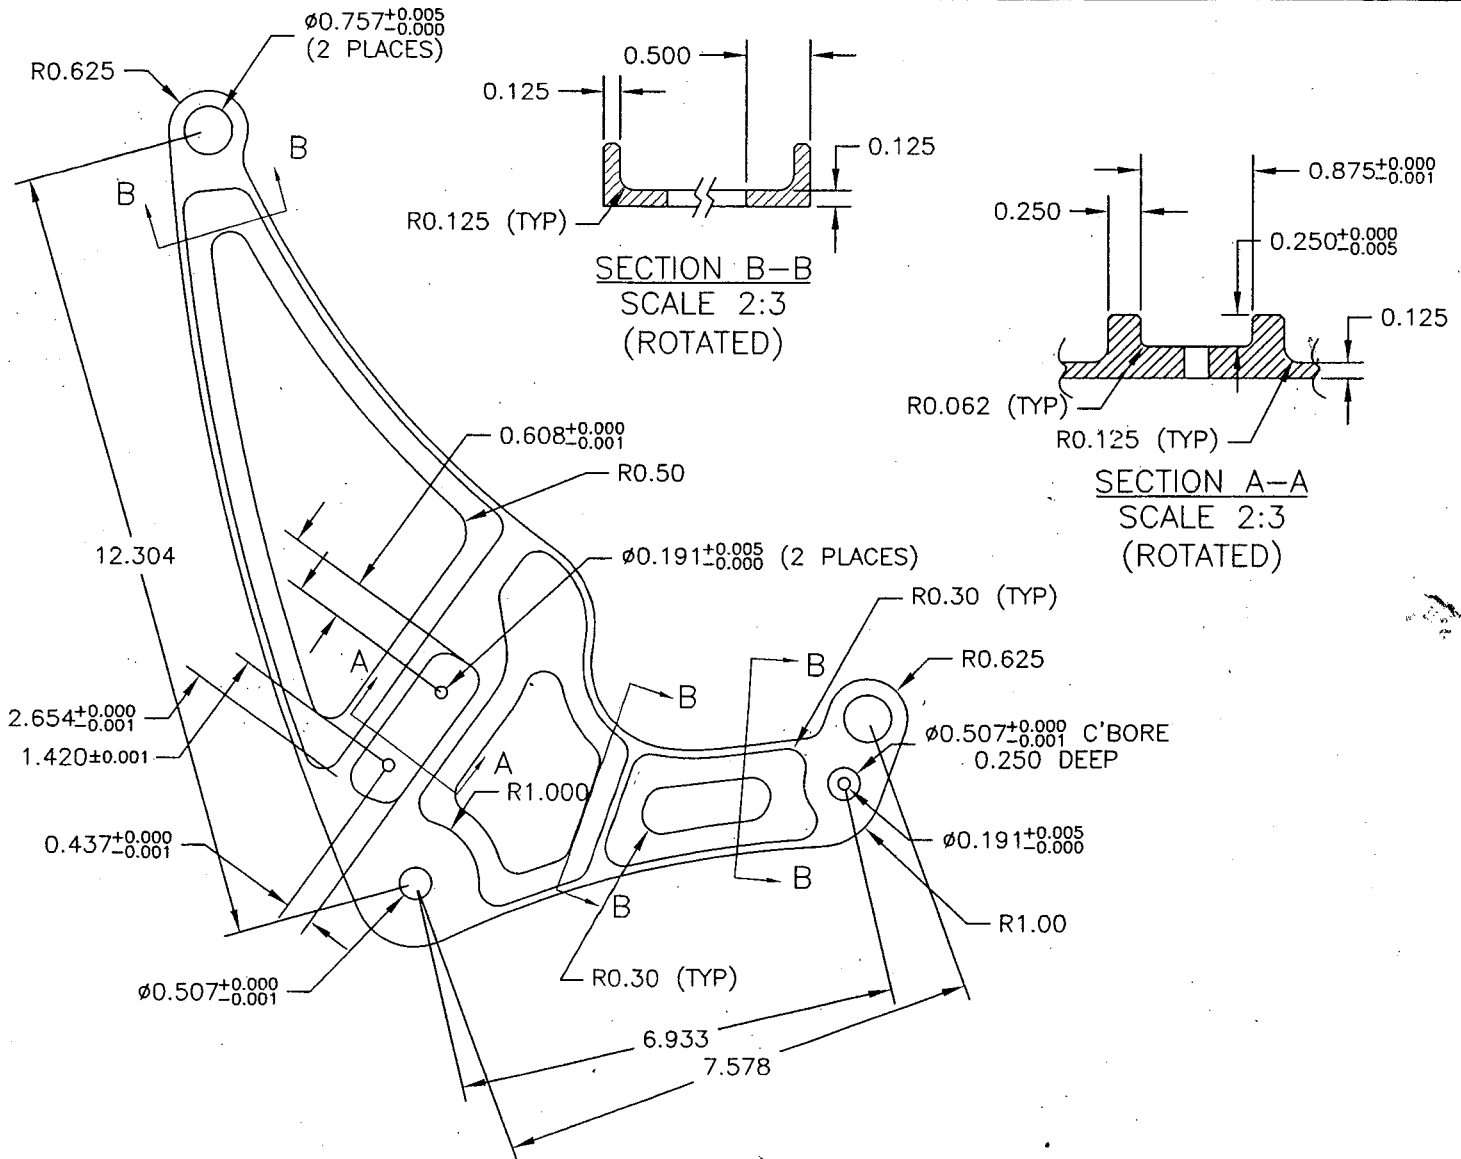 ø0.757+0.005 -0.000
(2 PLACES)
R0.625
B
B
0.500
0.125
0.125
R0.125 (TYP)
SECTION B-B
SCALE 2:3
(ROTATED)
0.875+0.000 -0.001
0.250
0.250+0.000 -0.005
0.125
R0.062 (TYP)
R0.125 (TYP)
SECTION A-A
SCALE 2:3
(ROTATED)
0.608+0.000 -0.001
R0.50
12.304
ø0.191+0.005 -0.000 (2 PLACES)
R0.30 (TYP)
A
B
B
R0.625
2.654+0.000 -0.001
1.420±0.001
ø0.507+0.000 -0.001 C'BORE
0.250 DEEP
A
R1.000
0.437+0.000 -0.001
ø0.191+0.005 -0.000
B
B
R1.00
R0.30 (TYP)
ø0.507+0.000 -0.001
6.933
7.578